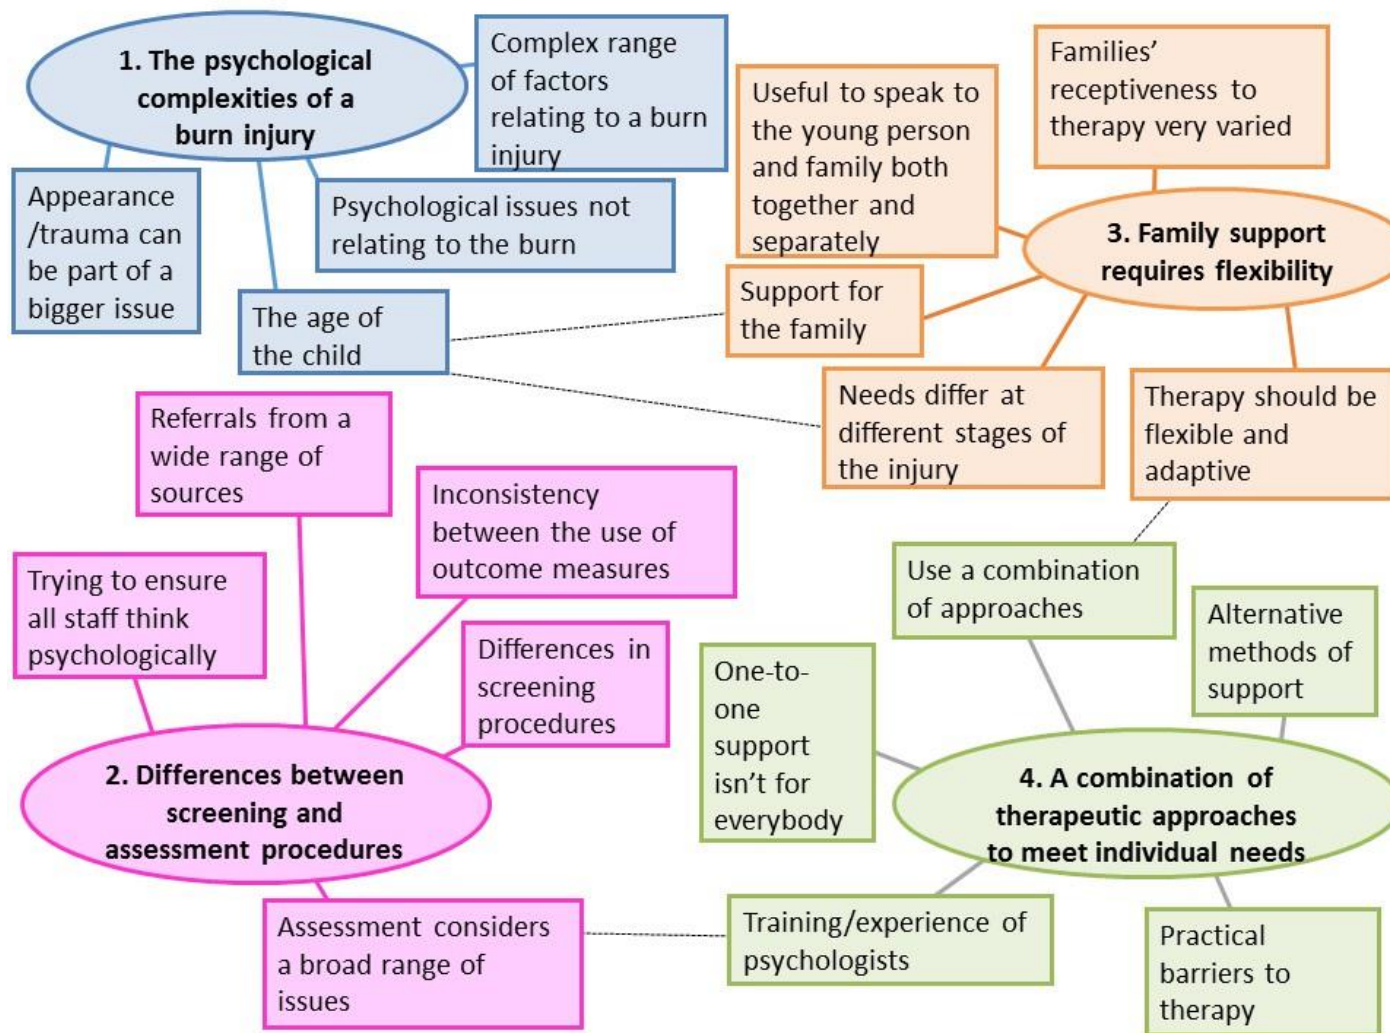 1. The psychological
complexities of a
burn injury
Complex range
of factors
relating to a burn
injury
Appearance
/trauma can
be part of a
bigger issue
Psychological issues not
relating to the burn
The age of
the child
Families’
receptiveness to
therapy very varied
Useful to speak to
the young person
and family both
together and
separately
3. Family support
requires flexibility
Support for
the family
Needs differ at
different stages of
the injury
Therapy should be
flexible and
adaptive
Referrals from a
wide range of
sources
Inconsistency
between the use of
outcome measures
Trying to ensure
all staff think
psychologically
Differences in
screening
procedures
2. Differences between
screening and
assessment procedures
Assessment considers
a broad range of
issues
Use a combination
of approaches
Alternative
methods of
support
One-to-
one
support
isn’t for
everybody
4. A combination of
therapeutic approaches
to meet individual needs
Training/experience of
psychologists
Practical
barriers to
therapy